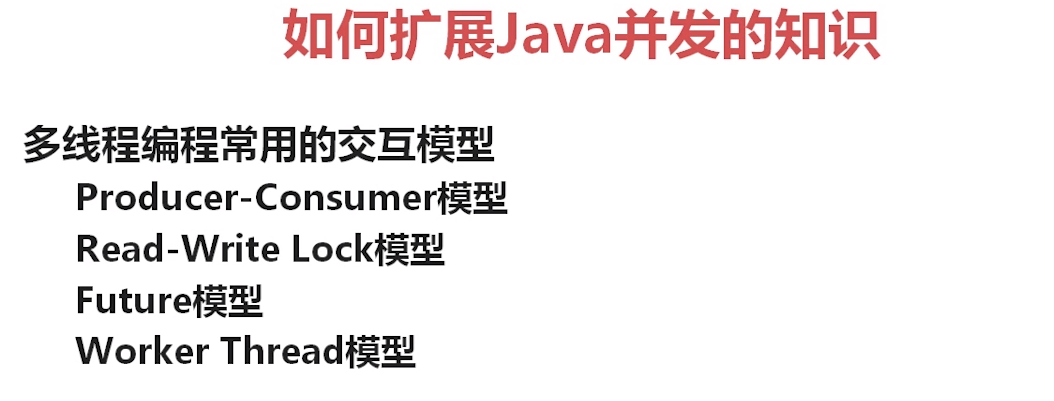 如何扩展Java并发的知识
多线程编程常用的交互模型
Producer-Consumer模型
Read-Write Lock模型
Future模型
Worker Thread模型